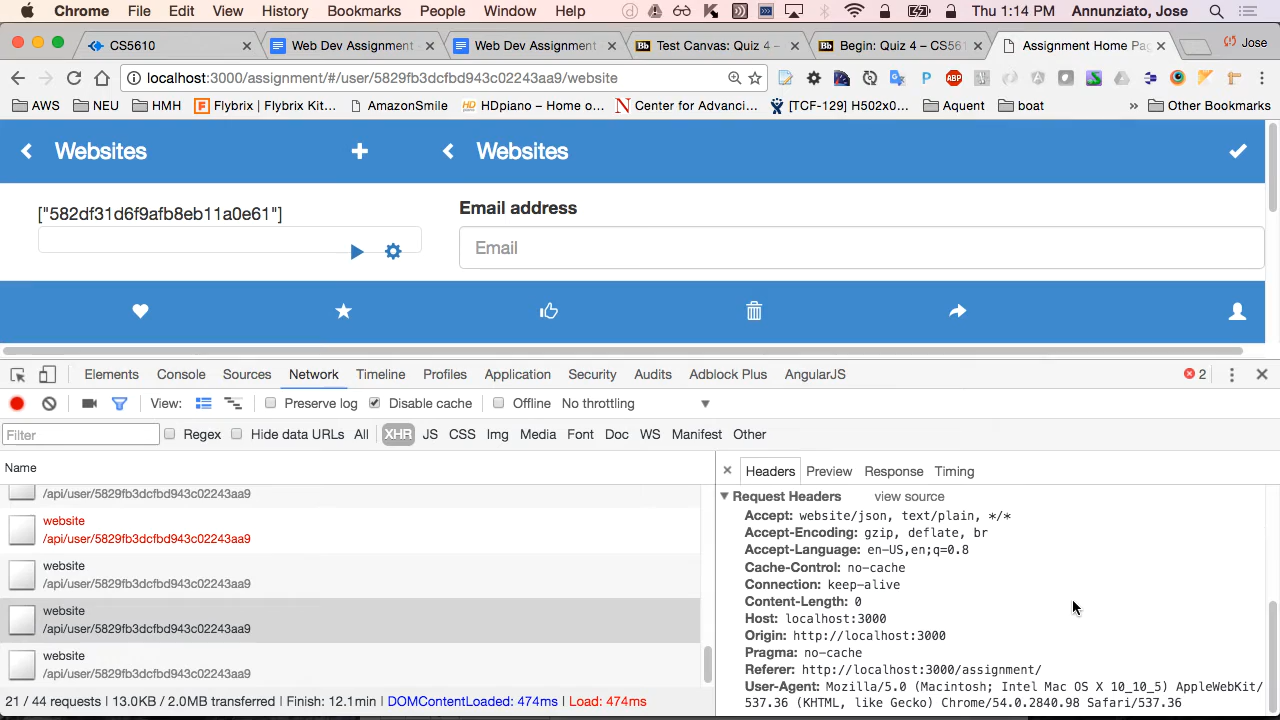 Chrome File Edit View History Bookmarks People Window Help Thu 1:14 PM Annunziato, Jose
CS5610 Web Dev Assignment Web Dev Assignment Test Canvas: Quiz 4 – Begin: Quiz 4 – CS561 Assignment Home Pag Jose
localhost:3000/assignment/#/user/5829fb3dcfbd943c02243aa9/website
AWS NEU HMH Flybrix | Flybrix Kit... AmazonSmile HDpiano – Home o... Center for Advanci... [TCF-129] H502x0... Aquent boat » Other Bookmarks
Websites Websites
["582df31d6f9afb8eb11a0e61"]
Email address
Email
Elements Console Sources Network Timeline Profiles Application Security Audits Adblock Plus AngularJS 2
View: Preserve log Disable cache Offline No throttling
Filter Regex Hide data URLs All XHR JS CSS Img Media Font Doc WS Manifest Other
Name
/api/user/5829fb3dcfbd943c02243aa9
website
/api/user/5829fb3dcfbd943c02243aa9
website
/api/user/5829fb3dcfbd943c02243aa9
website
/api/user/5829fb3dcfbd943c02243aa9
website
/api/user/5829fb3dcfbd943c02243aa9
21 / 44 requests | 13.0KB / 2.0MB transferred | Finish: 12.1min | DOMContentLoaded: 474ms | Load: 474ms
Headers Preview Response Timing
Request Headers view source
Accept: website/json, text/plain, */*
Accept-Encoding: gzip, deflate, br
Accept-Language: en-US,en;q=0.8
Cache-Control: no-cache
Connection: keep-alive
Content-Length: 0
Host: localhost:3000
Origin: http://localhost:3000
Pragma: no-cache
Referer: http://localhost:3000/assignment/
User-Agent: Mozilla/5.0 (Macintosh; Intel Mac OS X 10_10_5) AppleWebKit/
537.36 (KHTML, like Gecko) Chrome/54.0.2840.98 Safari/537.36